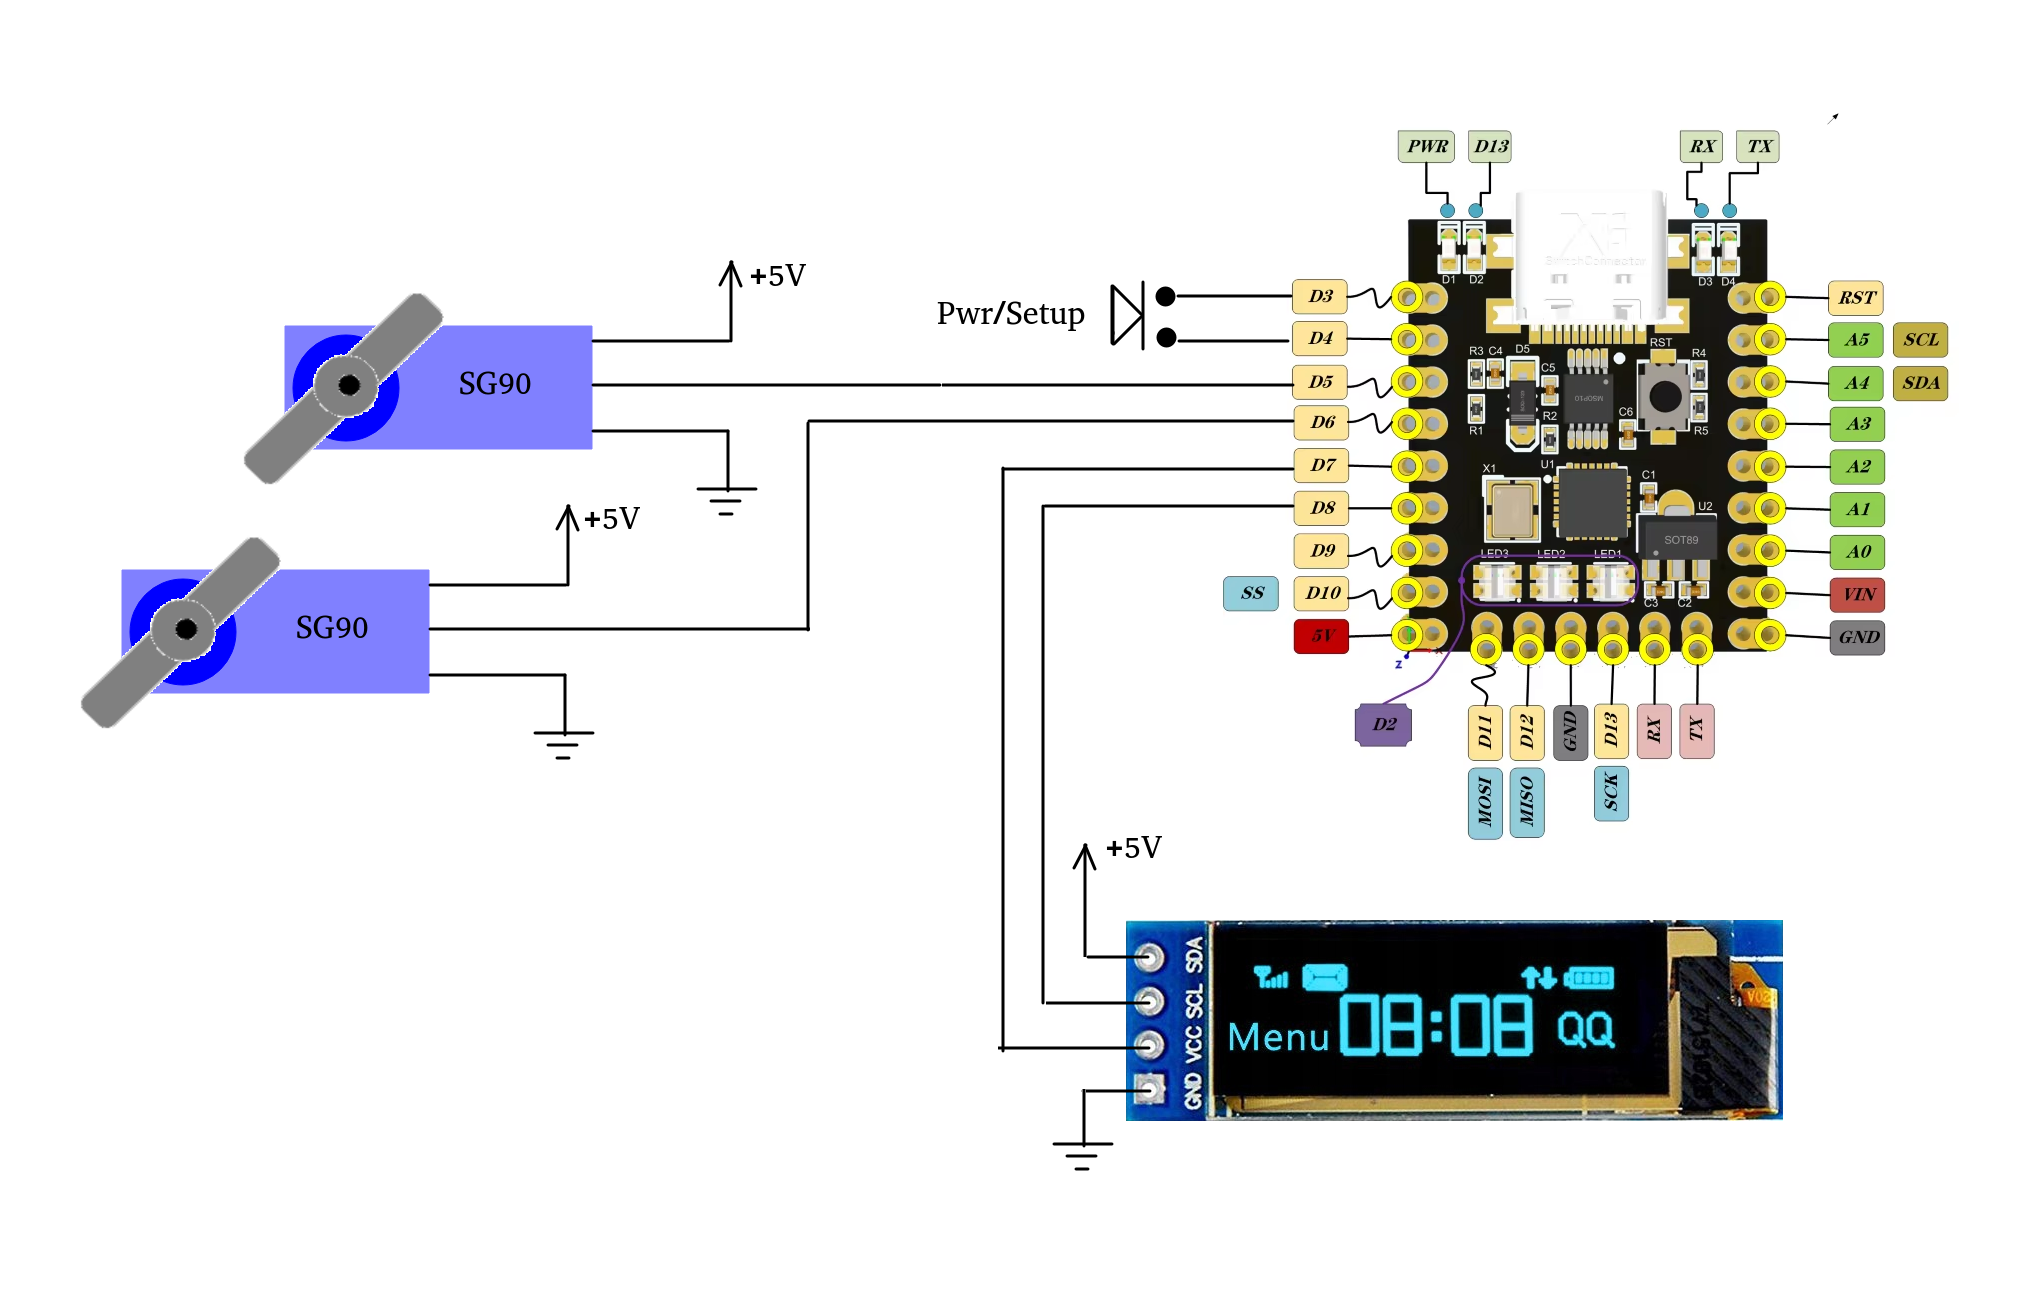 PWR D13 RX TX
D1 D2 D3 D4
+5V
SG90
+5V
SG90
Pwr/Setup
D3
D4
D5
D6
D7
D8
D9
SS D10
5V
RST
A5 SCL
A4 SDA
A3
A2
A1
A0
VIN
GND
SwitchConnector
R3 C4 D5 C5 RST R4
MSOP10
R1 R2 C6 R5
X1 U1 C1 U2
SOT89
LED3 LED2 LED1
C3 C2
Z X
D2
D11 D12 GND D13 RX TX
MOSI MISO SCK
+5V
SDA
SCL
VCC
GND
Menu 08:08 QQ